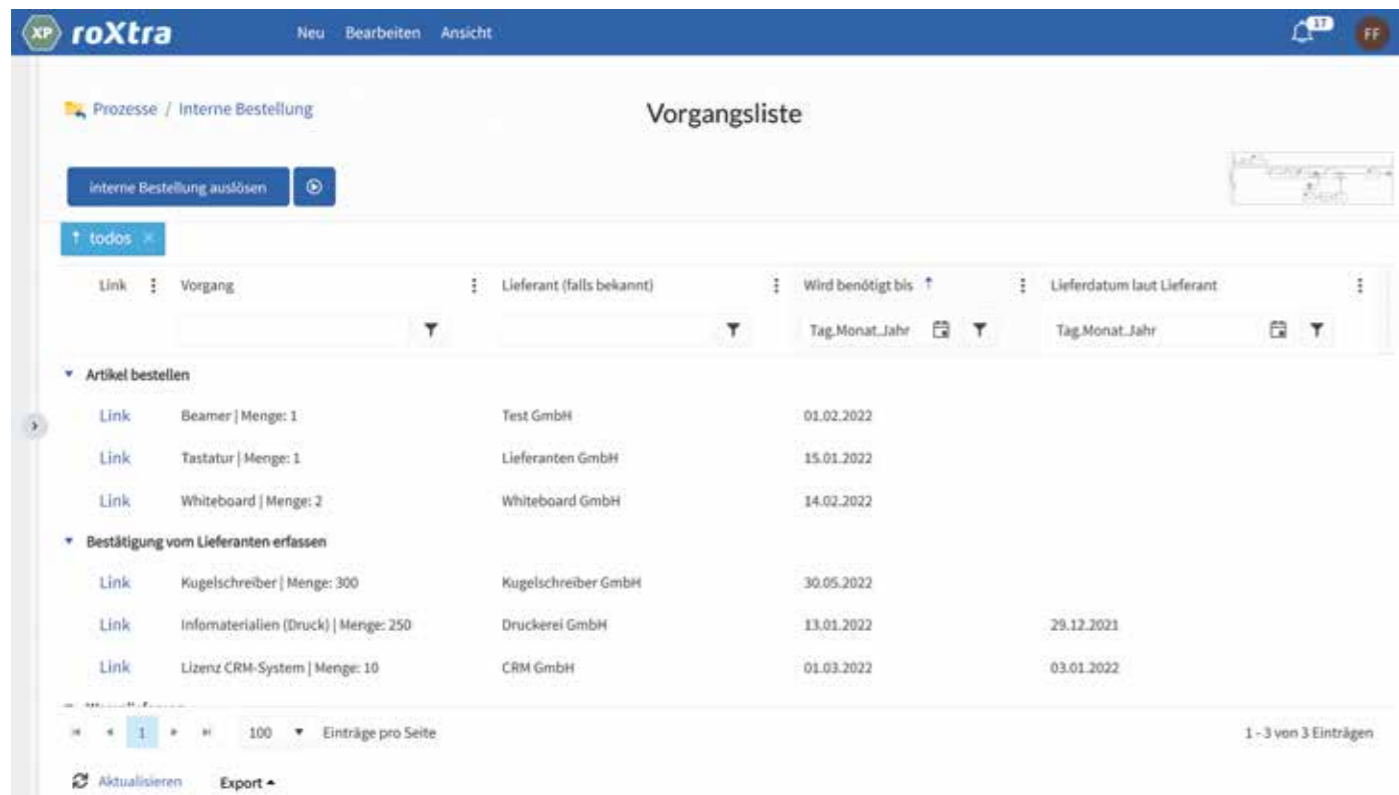 XP roXtra Neu Bearbeiten Ansicht 17 FF
Prozesse / Interne Bestellung
Vorgangsliste
interne Bestellung auslösen
↑ todos ×
Link Vorgang Lieferant (falls bekannt) Wird benötigt bis ↑ Lieferdatum laut Lieferant
Tag.Monat.Jahr Tag.Monat.Jahr
Artikel bestellen
Link Beamer | Menge: 1 Test GmbH 01.02.2022
Link Tastatur | Menge: 1 Lieferanten GmbH 15.01.2022
Link Whiteboard | Menge: 2 Whiteboard GmbH 14.02.2022
Bestätigung vom Lieferanten erfassen
Link Kugelschreiber | Menge: 300 Kugelschreiber GmbH 30.05.2022
Link Infomaterialien (Druck) | Menge: 250 Druckerei GmbH 13.01.2022 29.12.2021
Link Lizenz CRM-System | Menge: 10 CRM GmbH 01.03.2022 03.01.2022
1 100 Einträge pro Seite 1 - 3 von 3 Einträgen
Aktualisieren Export